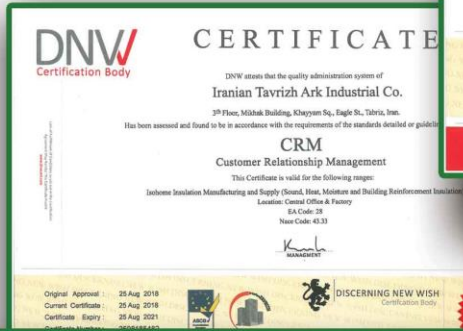 DNW
Certification Body
CERTIFICATE
DNW attests that the quality administration system of
Iranian Tavrizh Ark Industrial Co.
3th Floor, Mikhak Building, Khayyam Sq., Eagle St., Tabriz, Iran.
Has been assessed and found to be in accordance with the requirements of the standards detailed or
CRM
Customer Relationship Management
This Certificate is valid for the following ranges:
Isohome Insulation Manufacturing and Supply (Sound, Heat, Moisture and Building Reinforcement Insulation
Location: Central Office & Factory
EA Code: 28
Nace Code: 43.33
MANAGMENT
Original Approval : 25 Aug 2018
Current Certificate : 25 Aug 2018
Certificate Expiry : 25 Aug 2021
DISCERNING NEW WISH
Certification Body